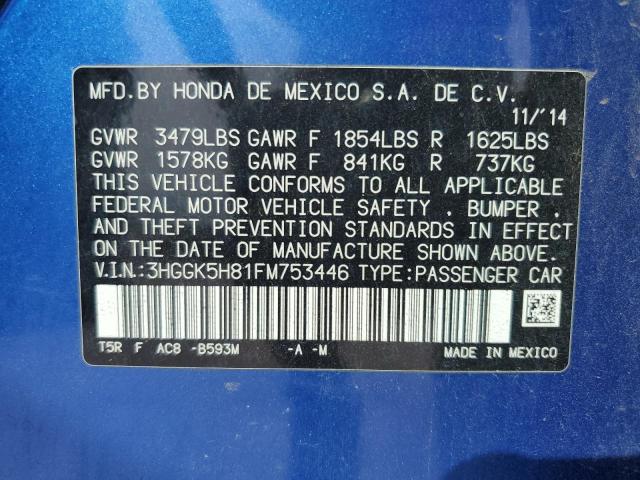 MFD.BY HONDA DE MEXICO S.A. DE C.V.
11/'14
GVWR 3479LBS GAWR F 1854LBS R 1625LBS
GVWR 1578KG GAWR F 841KG R 737KG
THIS VEHICLE CONFORMS TO ALL APPLICABLE
FEDERAL MOTOR VEHICLE SAFETY . BUMPER .
AND THEFT PREVENTION STANDARDS IN EFFECT
ON THE DATE OF MANUFACTURE SHOWN ABOVE.
V.I.N.:3HGGK5H81FM753446 TYPE:PASSENGER CAR
T5R F AC8 -B593M -A -M MADE IN MEXICO